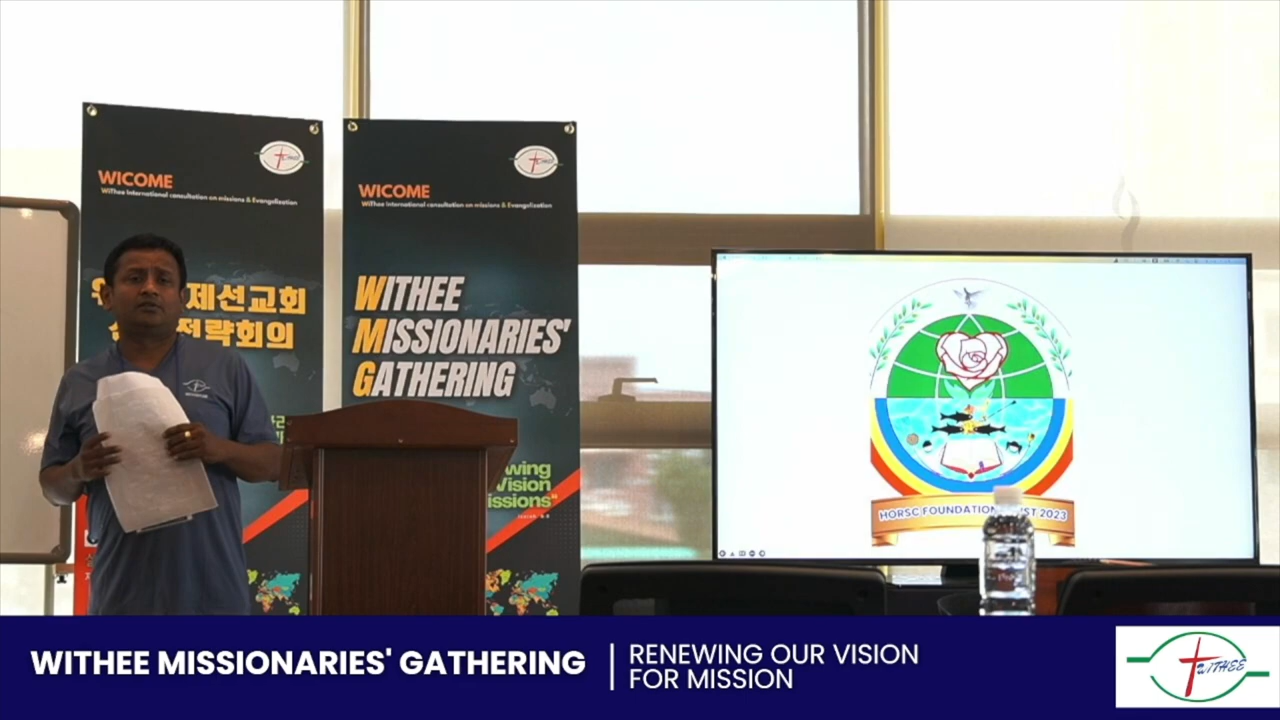 WICOME
WiThee International consultation on missions & Evangelization
제선교회
전략회의
WICOME
WiThee International consultation on missions & Evangelization
WITHEE
MISSIONARIES'
GATHERING
wing
Vision
issions"
HORSC FOUNDATION
ST 2023
WITHEE MISSIONARIES' GATHERING
RENEWING OUR VISION
FOR MISSION
WITHEE